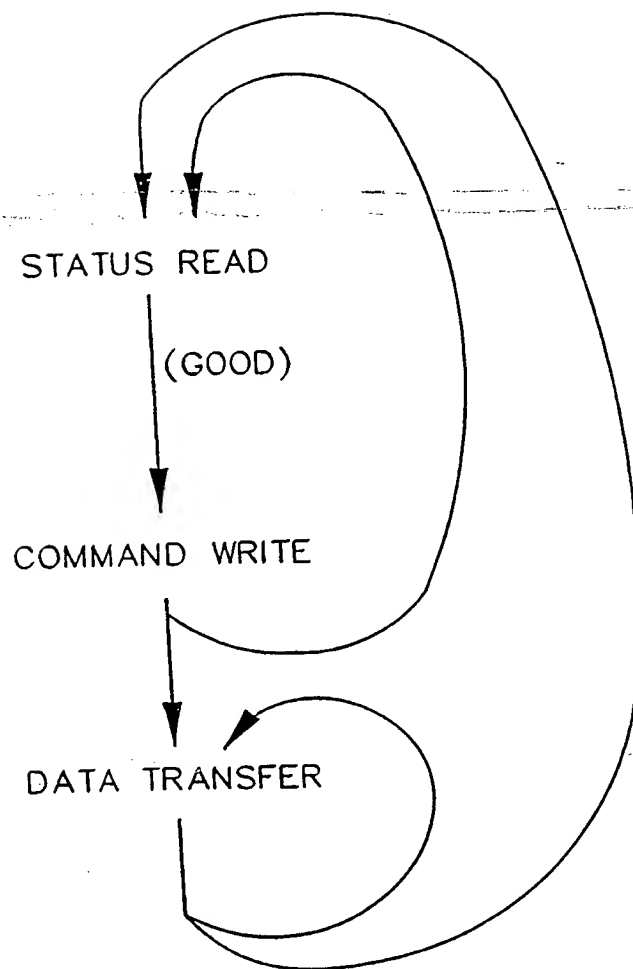 STATUS READ
(GOOD)
COMMAND WRITE
DATA TRANSFER